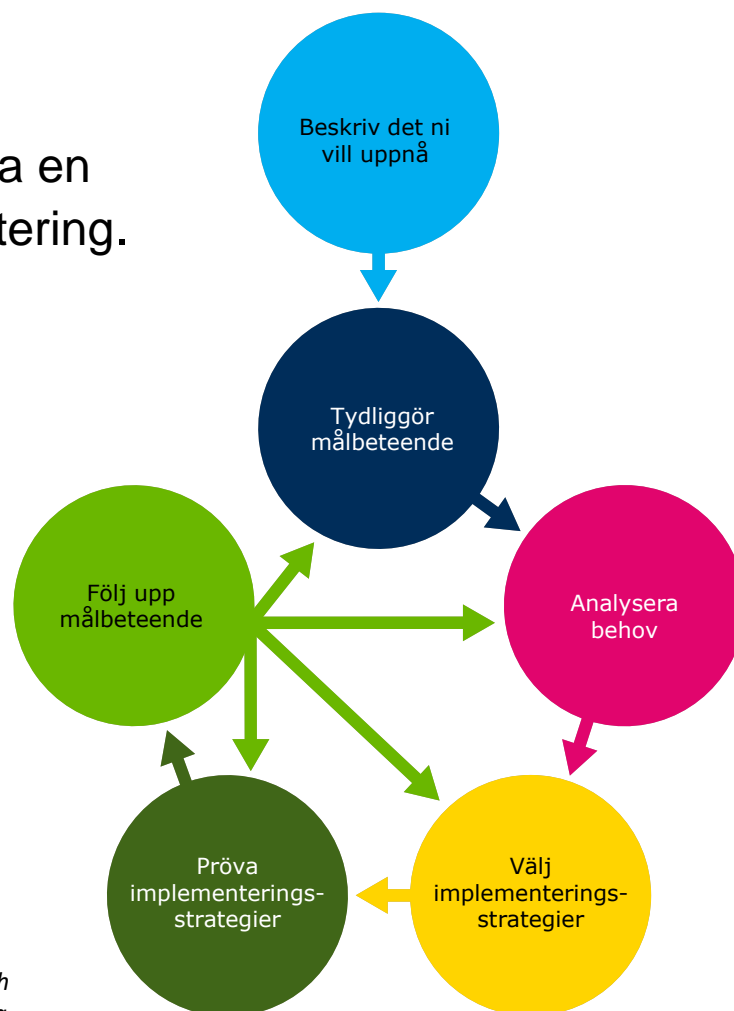 Beskriv det ni
vill uppnå
a en
tering.
Tydliggör
målbeteende
Följ upp
målbeteende
Analysera
behov
Pröva
implementerings-
strategier
Välj
implementerings-
strategier